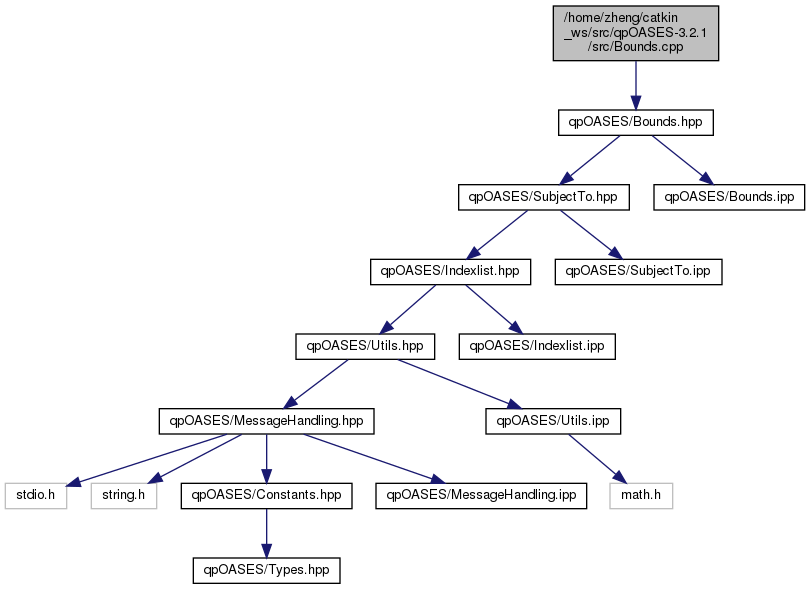 /home/zheng/catkin
_ws/src/qpOASES-3.2.1
/src/Bounds.cpp
qpOASES/Bounds.hpp
qpOASES/SubjectTo.hpp
qpOASES/Bounds.ipp
qpOASES/Indexlist.hpp
qpOASES/SubjectTo.ipp
qpOASES/Utils.hpp
qpOASES/Indexlist.ipp
qpOASES/MessageHandling.hpp
qpOASES/Utils.ipp
stdio.h
string.h
qpOASES/Constants.hpp
qpOASES/MessageHandling.ipp
math.h
qpOASES/Types.hpp